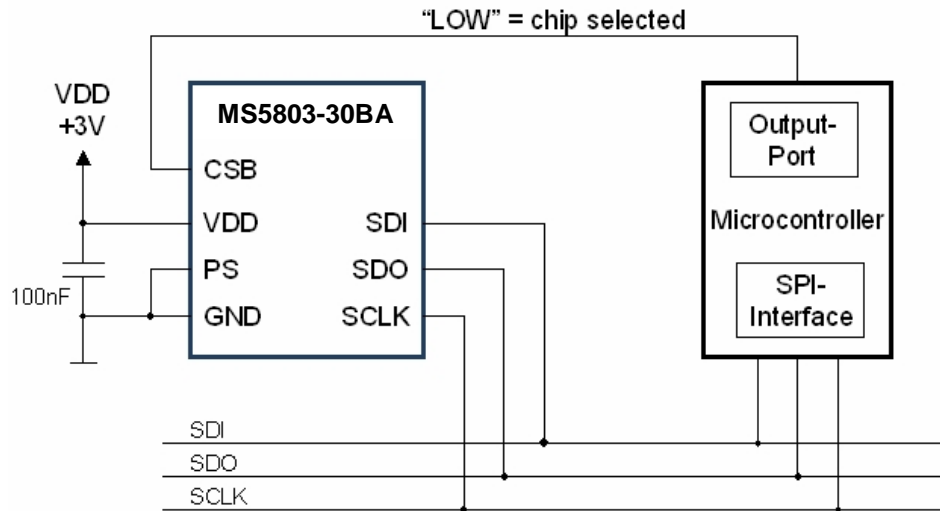 “LOW” = chip selected
VDD
+3V
100nF
MS5803-30BA
CSB
VDD
PS
GND
SDI
SDO
SCLK
Output-
Port
Microcontroller
SPI-
Interface
SDI
SDO
SCLK